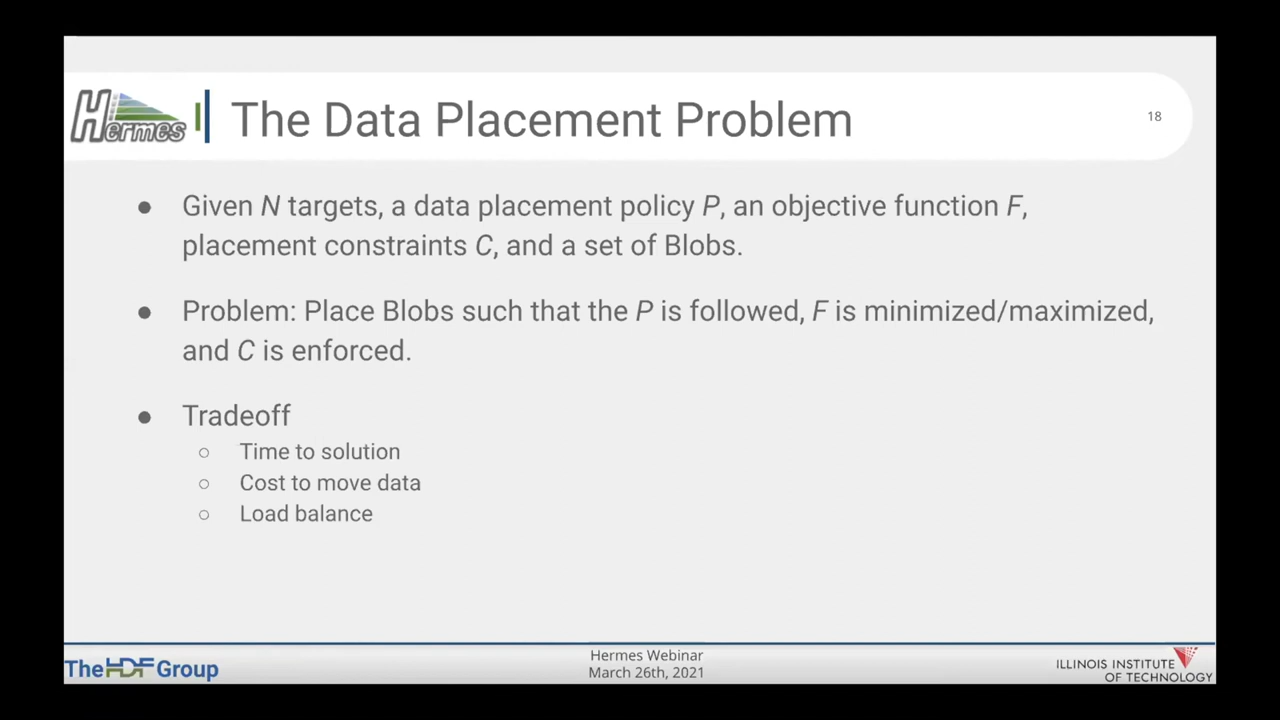 Hermes
The Data Placement Problem
18
● Given N targets, a data placement policy P, an objective function F,
placement constraints C, and a set of Blobs.
● Problem: Place Blobs such that the P is followed, F is minimized/maximized,
and C is enforced.
● Tradeoff
○ Time to solution
○ Cost to move data
○ Load balance
The HDF Group
Hermes Webinar
March 26th, 2021
ILLINOIS INSTITUTE
OF TECHNOLOGY